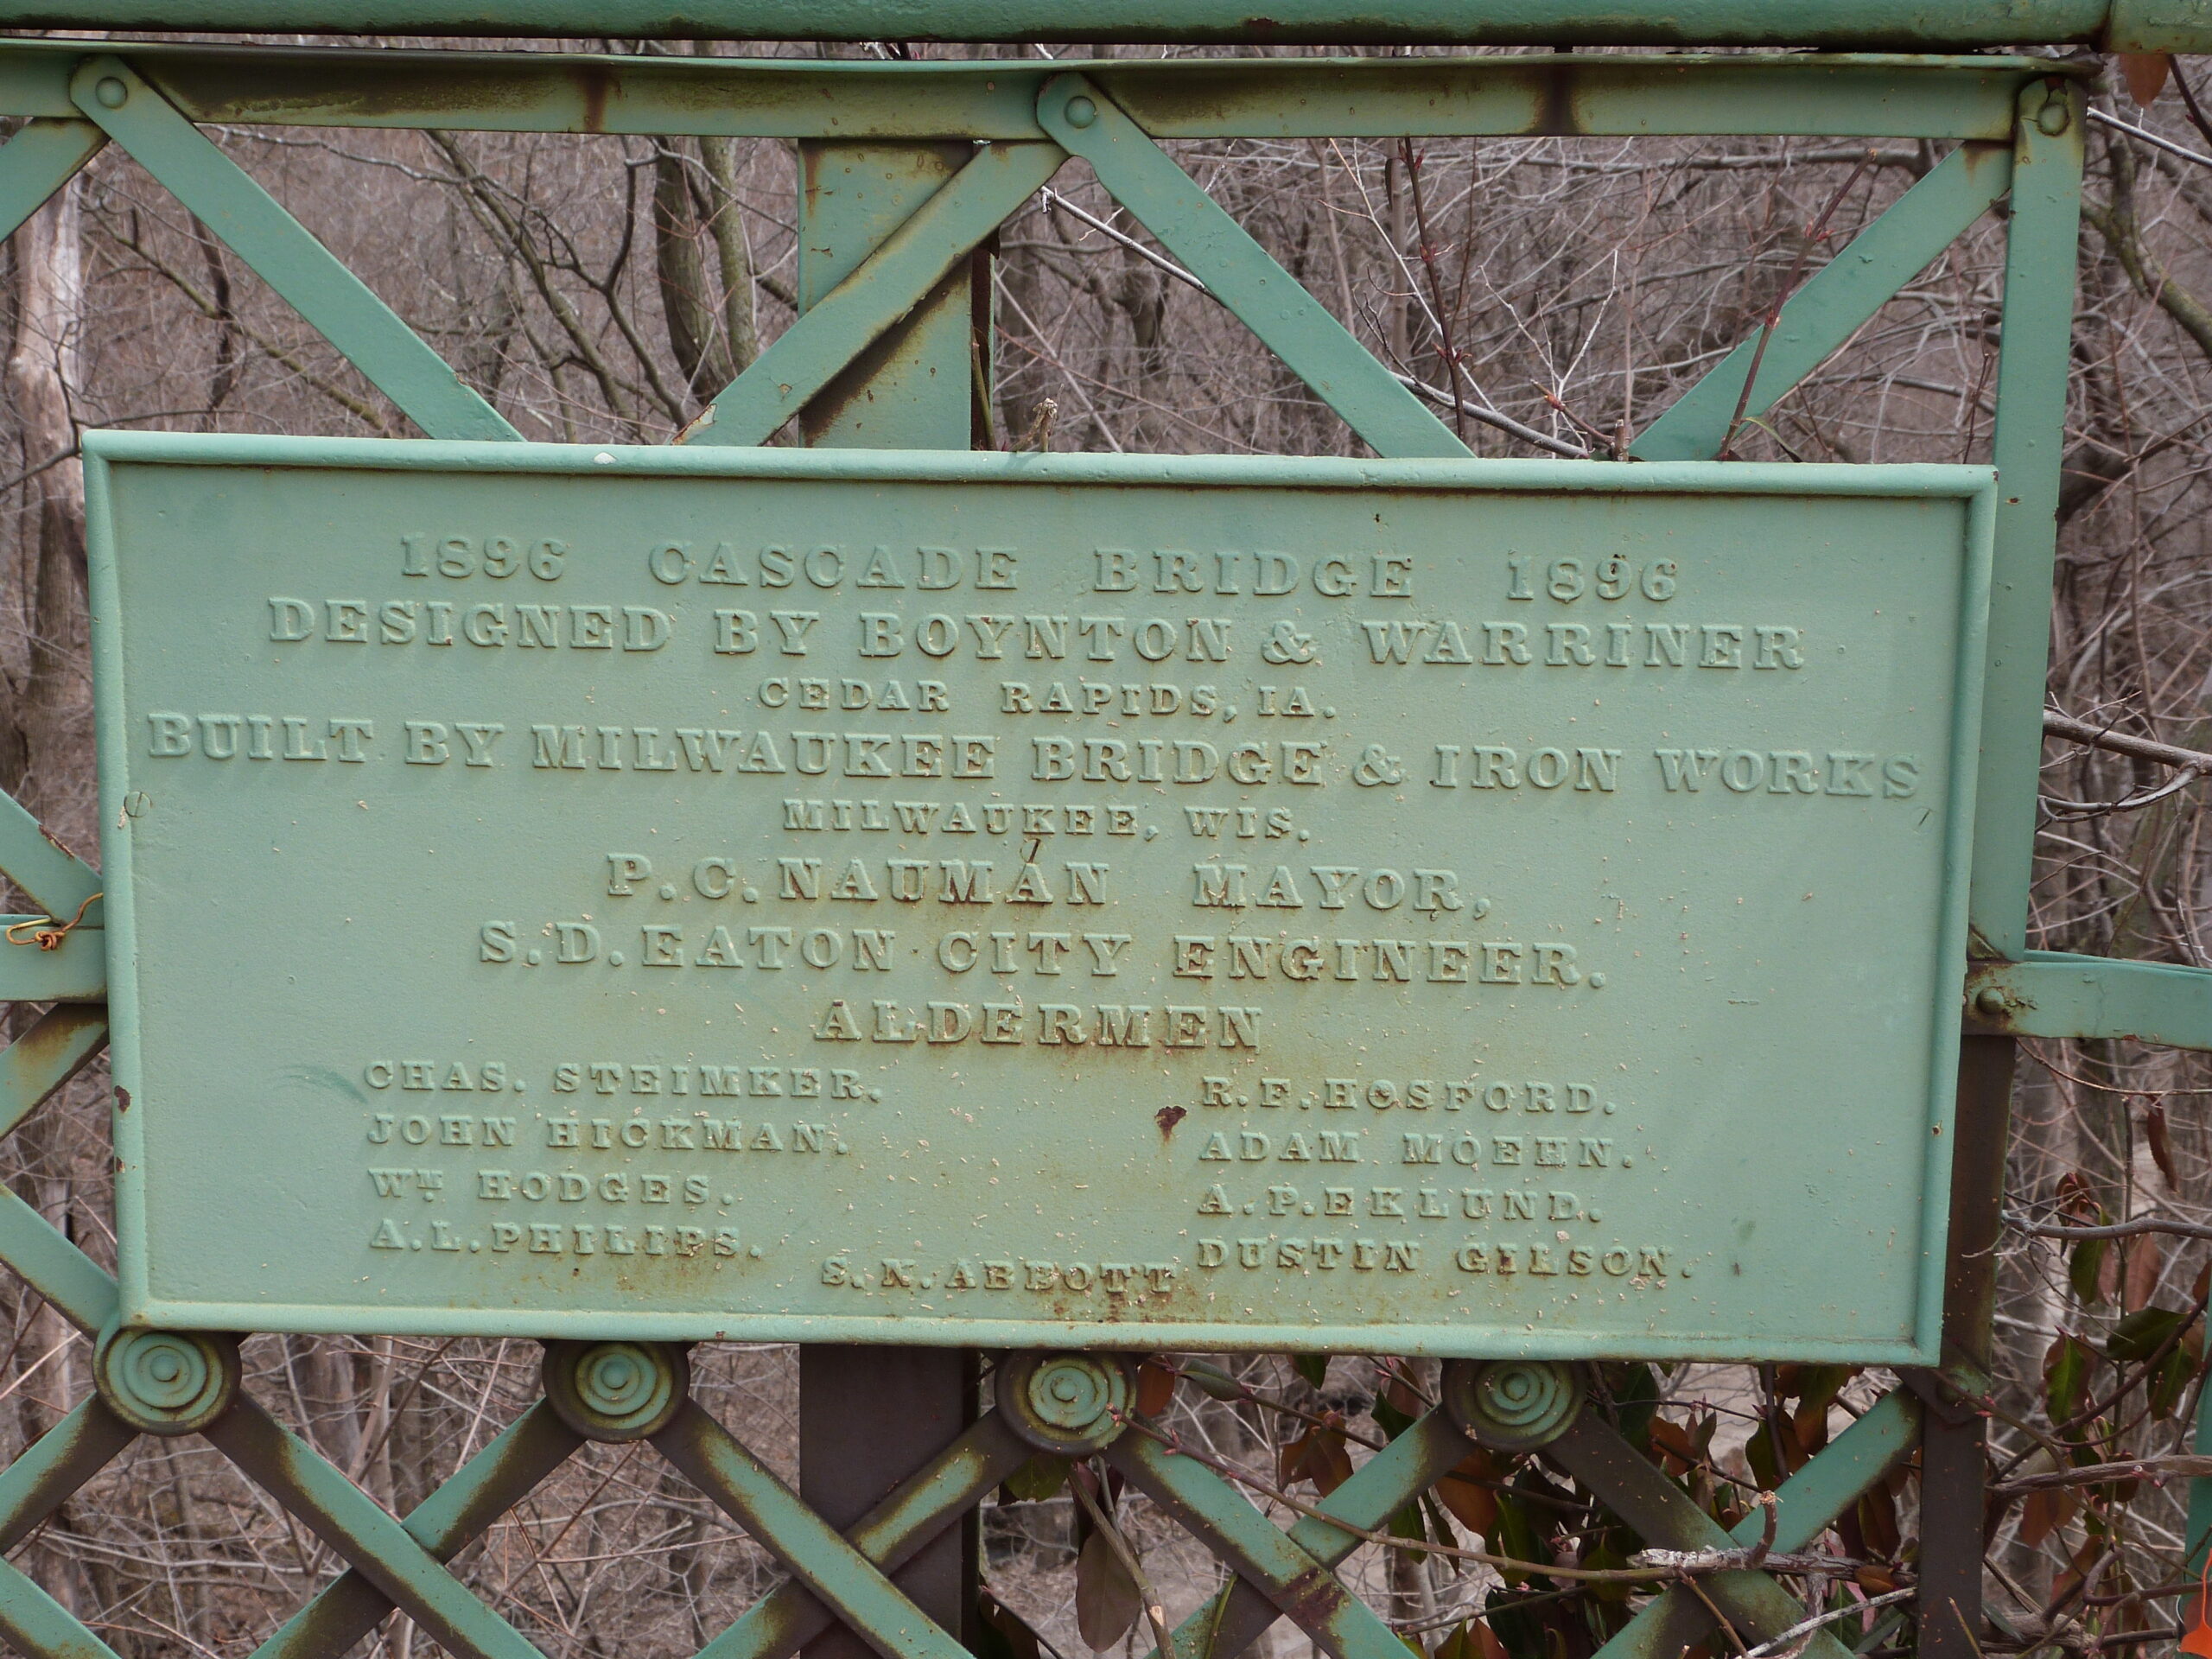 1896 CASCADE BRIDGE 1896
DESIGNED BY BOYNTON & WARRINER
CEDAR RAPIDS, IA.
BUILT BY MILWAUKEE BRIDGE & IRON WORKS
MILWAUKEE, WIS.
P.C. NAUMAN MAYOR,
S.D. EATON CITY ENGINEER.
ALDERMEN
CHAS. STEIMKER. R.F. HOSFORD.
JOHN HICKMAN. ADAM MOEHN.
WM HODGES. A.P. EKLUND.
A.L. PHILIPS. DUSTIN GILSON.
S.N. ABBOTT